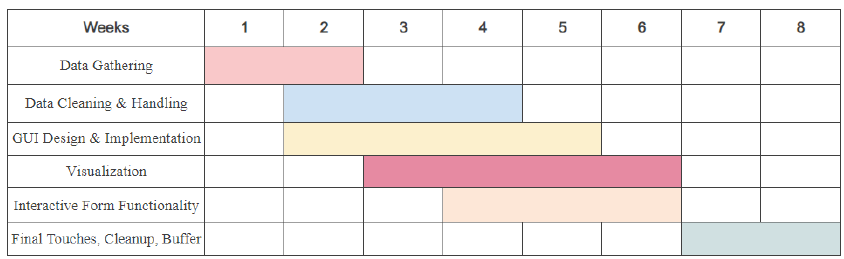 Weeks 1 2 3 4 5 6 7 8
Data Gathering
Data Cleaning & Handling
GUI Design & Implementation
Visualization
Interactive Form Functionality
Final Touches, Cleanup, Buffer